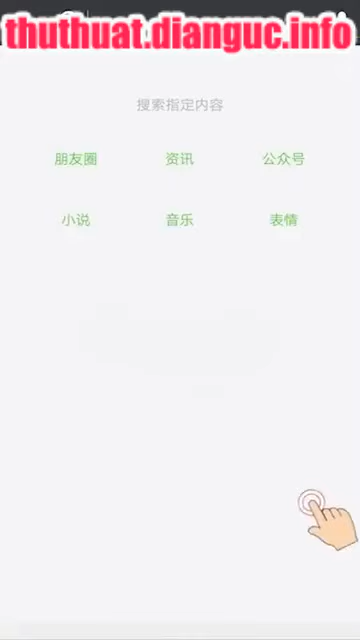 thuthuat.dianguc.info
搜索指定内容
朋友圈 资讯 公众号
小说 音乐 表情